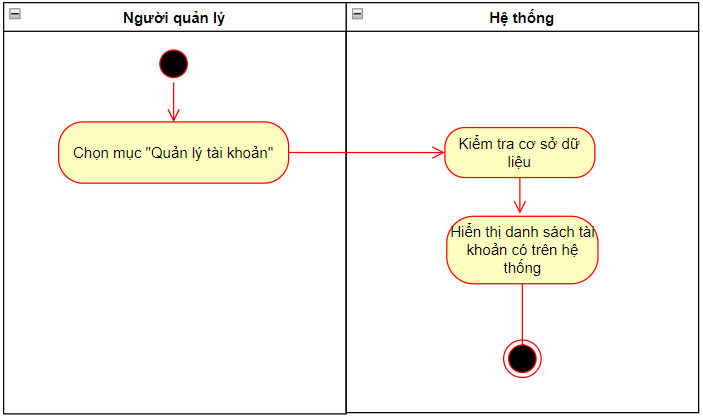 Người quản lý
Hệ thống
Chọn mục "Quản lý tài khoản"
Kiểm tra cơ sở dữ
liệu
Hiển thị danh sách tài
khoản có trên hệ
thống